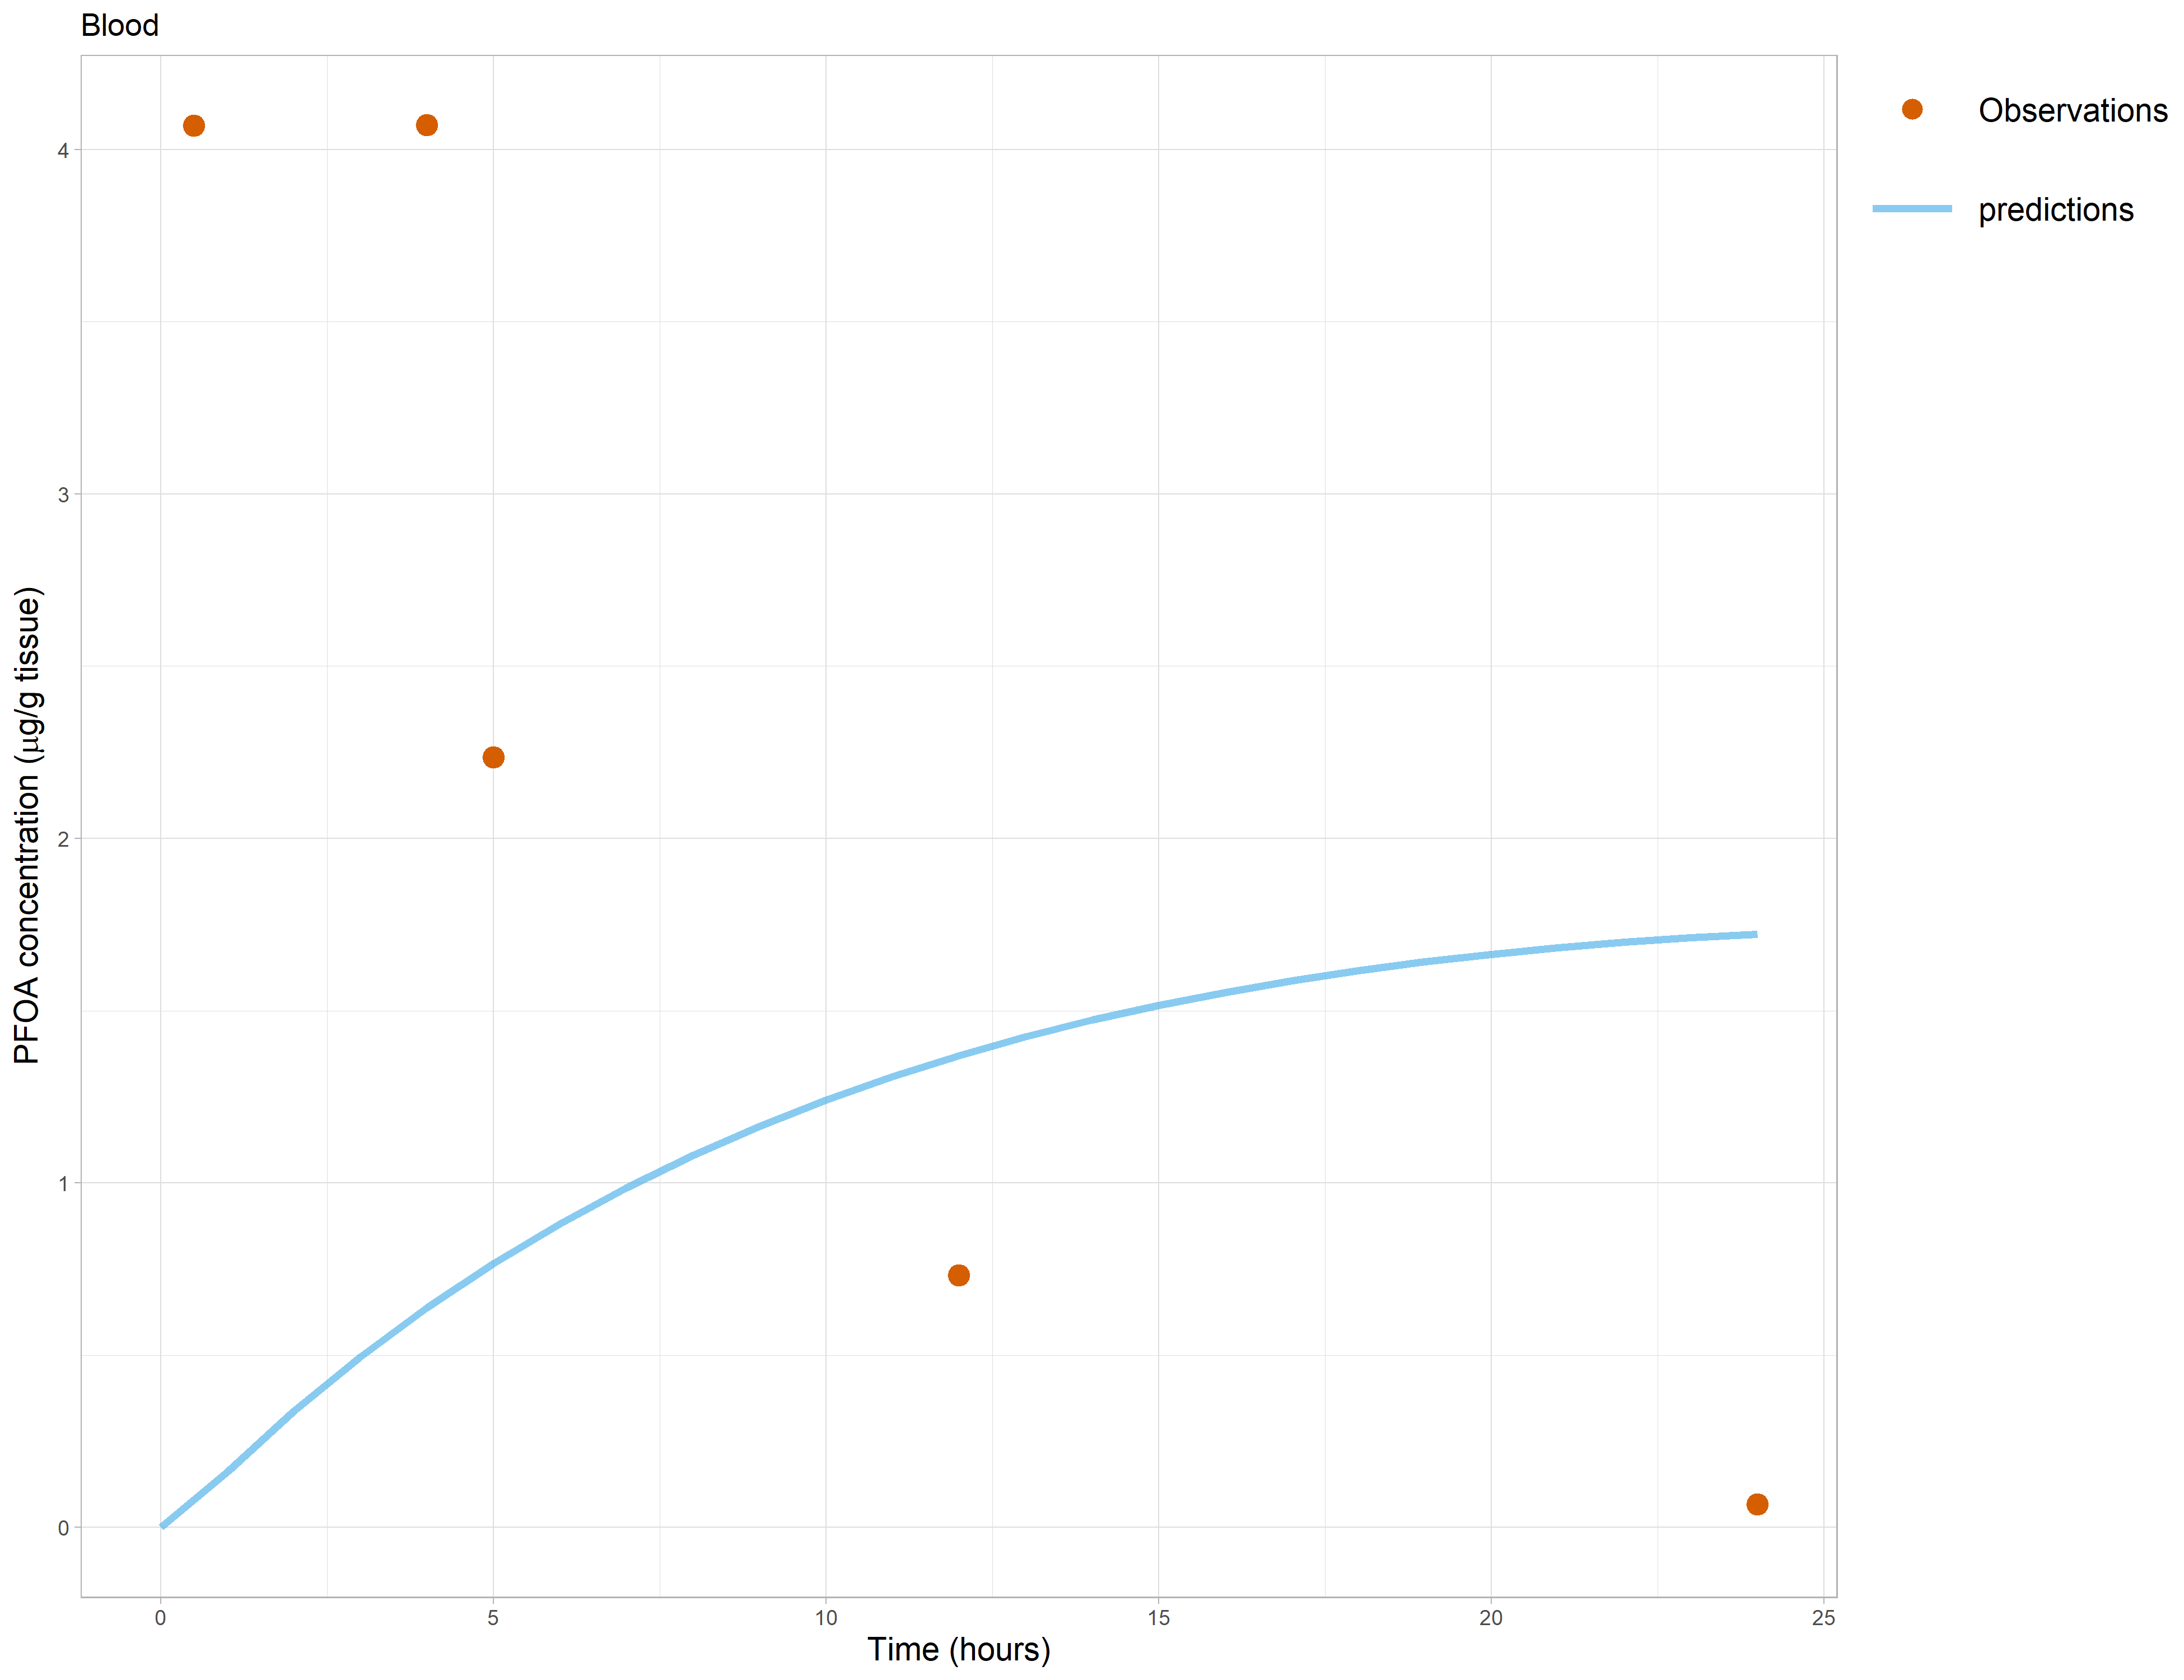 Blood
Observations
predictions
PFOA concentration (μg/g tissue)
4
3
2
1
0
0
5
10
15
20
25
Time (hours)